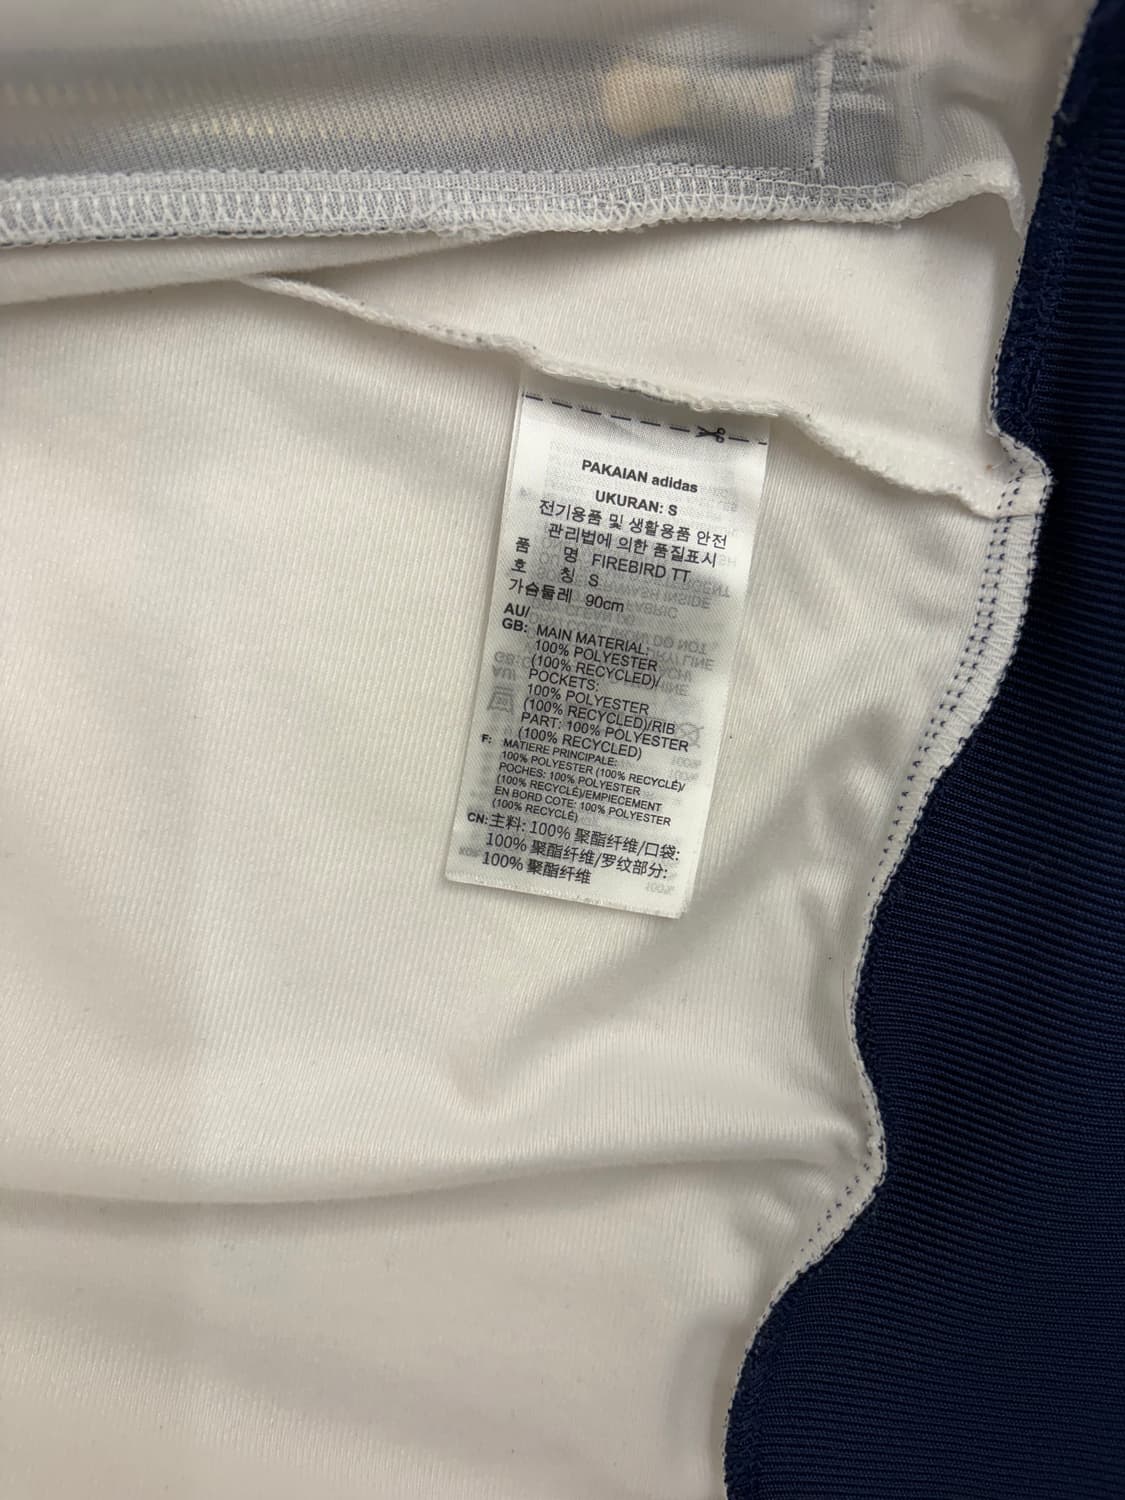 PAKAIAN adidas
UKURAN: S
전기용품 및 생활용품 안전
관리법에 의한 품질표시
품 명 FIREBIRD TT
호 칭 S
가슴둘레 90cm
AU/
GB: MAIN MATERIAL:
100% POLYESTER
(100% RECYCLED)/
POCKETS:
100% POLYESTER
(100% RECYCLED)/RIB
PART: 100% POLYESTER
(100% RECYCLED)
F: MATIERE PRINCIPALE:
100% POLYESTER (100% RECYCLÉ)/
POCHES: 100% POLYESTER
(100% RECYCLÉ)/EMPIECEMENT
EN BORD COTE: 100% POLYESTER
(100% RECYCLÉ)
CN: 主料: 100% 聚酯纤维/口袋:
100% 聚酯纤维/罗纹部分:
100% 聚酯纤维